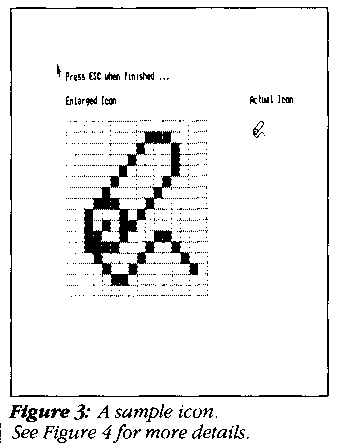 Press ESC when finished ...
Enlarged Icon Actual Icon
Figure 3: A sample icon.
See Figure 4 for more details.